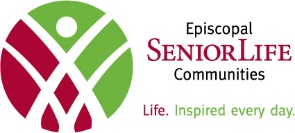 Episcopal
SENIORLIFE
Communities
Life. Inspired every day.